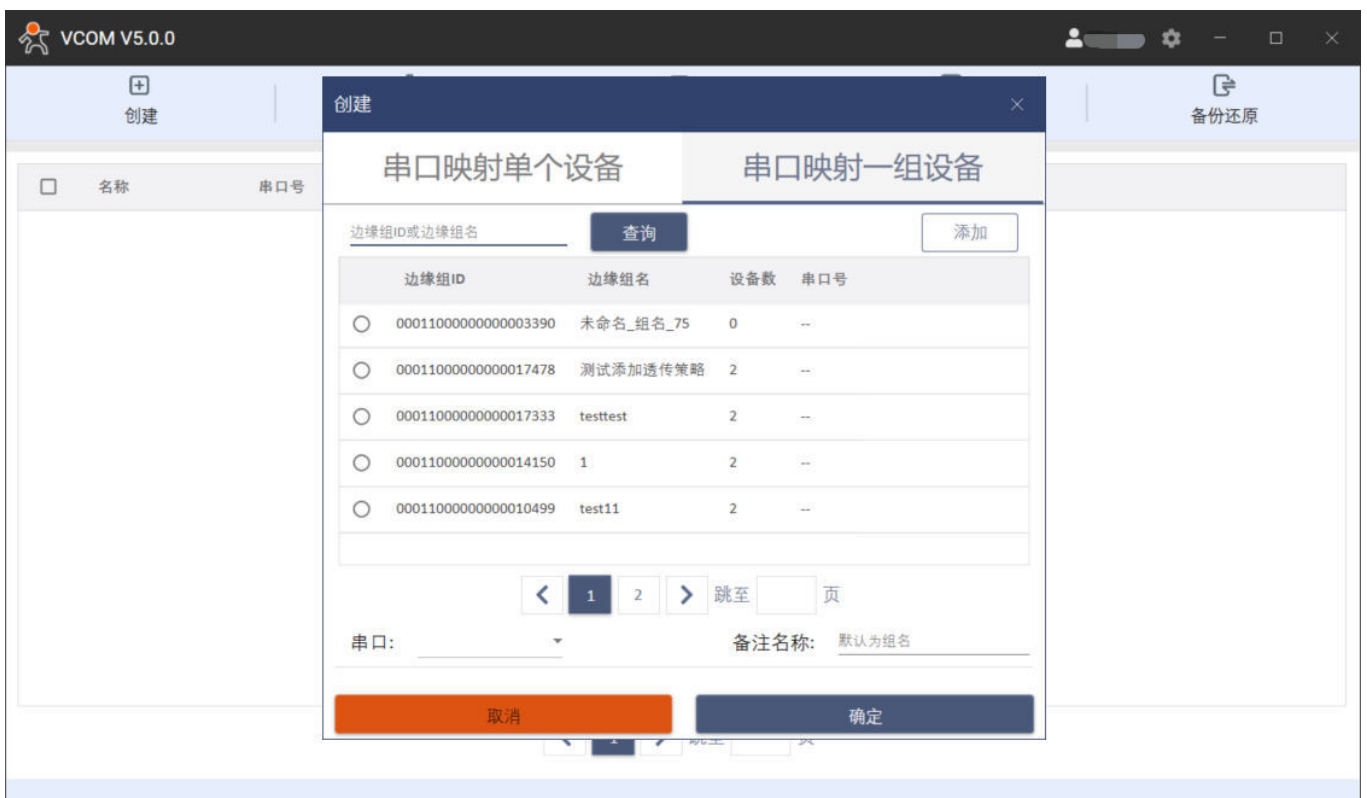 VCOM V5.0.0
创建
备份还原
名称
串口号
创建
串口映射单个设备
串口映射一组设备
边缘组ID或边缘组名
查询
添加
边缘组ID 边缘组名 设备数 串口号
00011000000000003390 未命名_组名_75 0 --
00011000000000017478 测试添加透传策略 2 --
00011000000000017333 testtest 2 --
00011000000000014150 1 2 --
00011000000000010499 test11 2 --
1 2 跳至 页
串口:
备注名称: 默认为组名
取消
确定